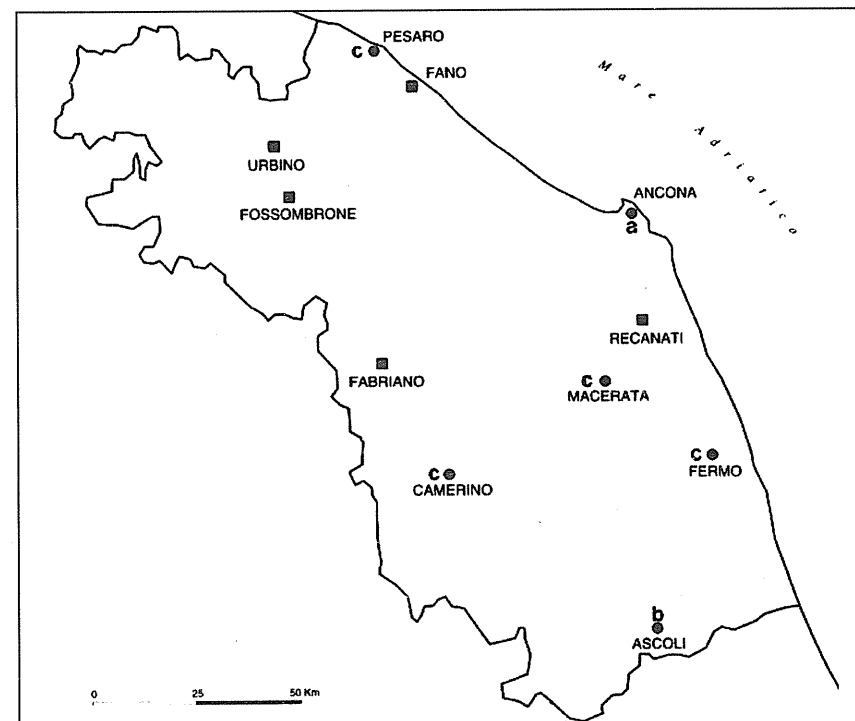 c
PESARO
FANO
Mare Adriatico
URBINO
FOSSOMBRONE
ANCONA
a
RECANATI
FABRIANO
c
MACERATA
c
FERMO
c
CAMERINO
b
ASCOLI
0 25 50 Km